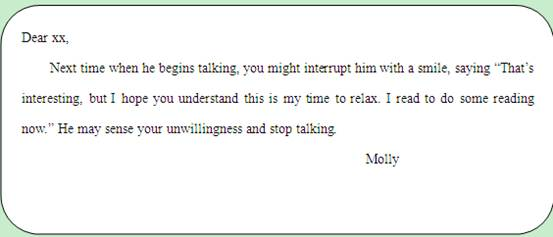 Dear xx,
Next time when he begins talking, you might interrupt him with a smile, saying “That’s
interesting, but I hope you understand this is my time to relax. I read to do some reading
now.” He may sense your unwillingness and stop talking.
Molly